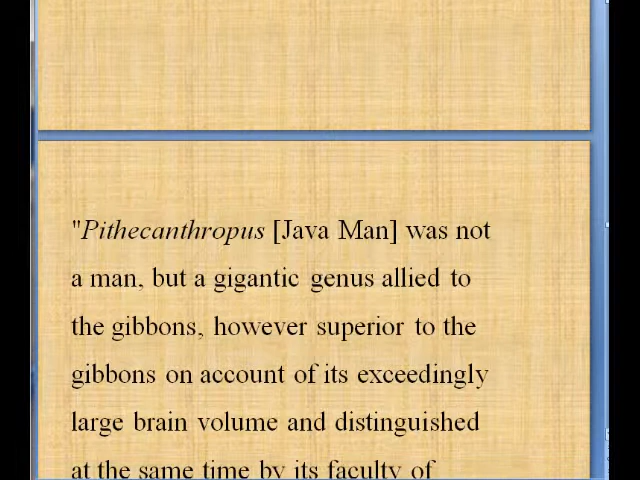 "Pithecanthropus [Java Man] was not
a man, but a gigantic genus allied to
the gibbons, however superior to the
gibbons on account of its exceedingly
large brain volume and distinguished
at the same time by its faculty of